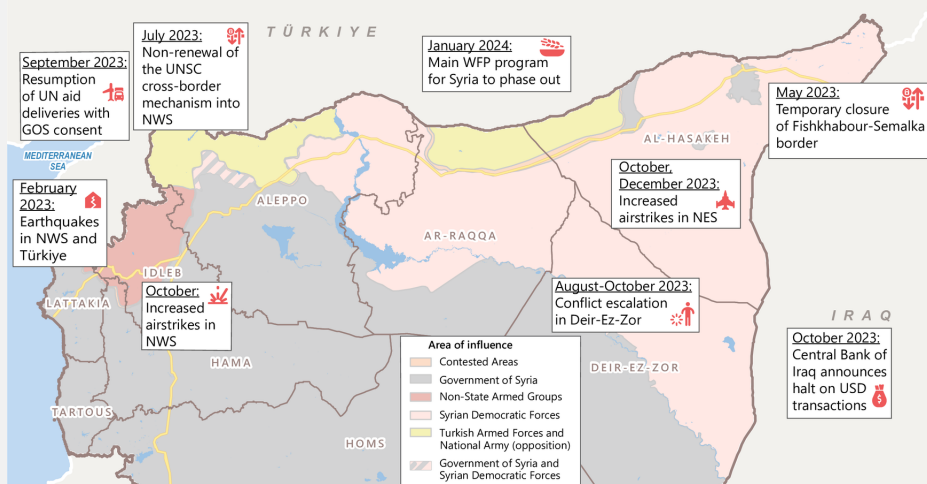 TÜRKİYE
September 2023:
Resumption
of UN aid
deliveries with
GOS consent
July 2023:
Non-renewal of
the UNSC
cross-border
mechanism into
NWS
January 2024:
Main WFP program
for Syria to phase out
May 2023:
Temporary closure
of Fishkhabour-Semalka
border
MEDITERRANEAN
SEA
AL-HASAKEH
February
2023:
Earthquakes
in NWS and
Türkiye
ALEPPO
October,
December 2023:
Increased
airstrikes in NES
AR-RAQQA
IDLEB
LATTAKIA
October:
Increased
airstrikes in
NWS
August-October 2023:
Conflict escalation
in Deir-Ez-Zor
IRAQ
October 2023:
Central Bank of
Iraq announces
halt on USD
transactions
HAMA
DEIR-EZ-ZOR
TARTOUS
HOMS
Area of influence
Contested Areas
Government of Syria
Non-State Armed Groups
Syrian Democratic Forces
Turkish Armed Forces and
National Army (opposition)
Government of Syria and
Syrian Democratic Forces